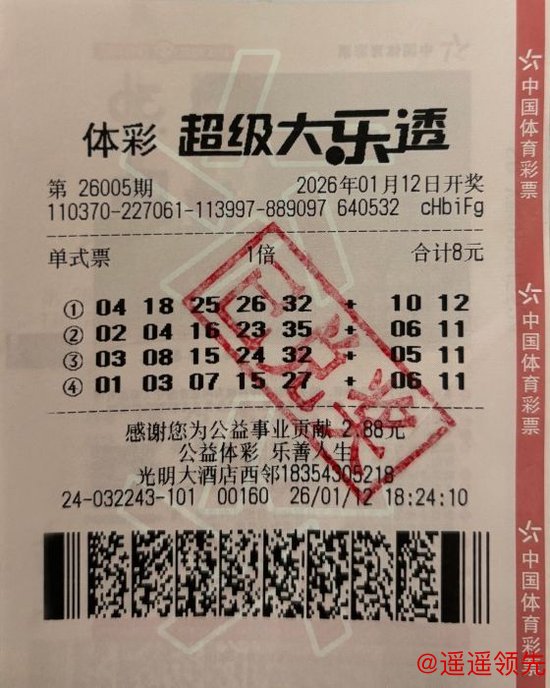 体彩 超级大乐透
第 26005期 2026年01月12日开奖
110370-227061-113997-889097 640532 cHbiFg
单式票 1倍 合计8元
① 04 18 25 26 32 + 10 12
② 02 04 16 23 35 + 06 11
③ 03 08 15 24 32 + 05 11
④ 01 03 07 15 27 + 06 11
已兑奖
感谢您为公益事业贡献 2.88元
公益体彩 乐善人生
光明大酒店西邻18354305218
24-032243-101 00160 26/01/12 18:24:10
中国体育彩票
中国体育彩票
中国体育彩票
@遥遥领先